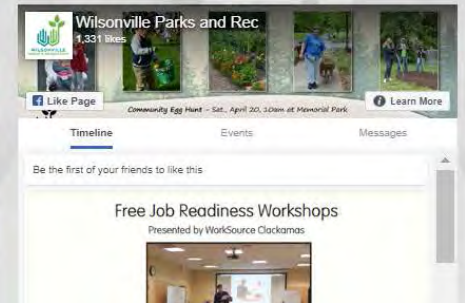 Wilsonville Parks and Rec
1,331 likes
WILSONVILLE
Like Page
Community Egg Hunt - Sat., April 20, 10am at Memorial Park
Learn More
Timeline
Events
Messages
Be the first of your friends to like this
Free Job Readiness Workshops
Presented by WorkSource Clackamas